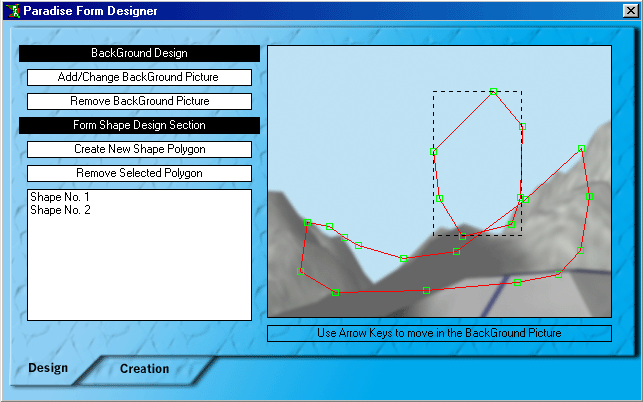 Paradise Form Designer
BackGround Design
Add/Change BackGround Picture
Remove BackGround Picture
Form Shape Design Section
Create New Shape Polygon
Remove Selected Polygon
Shape No. 1
Shape No. 2
Use Arrow Keys to move in the BackGround Picture
Design
Creation